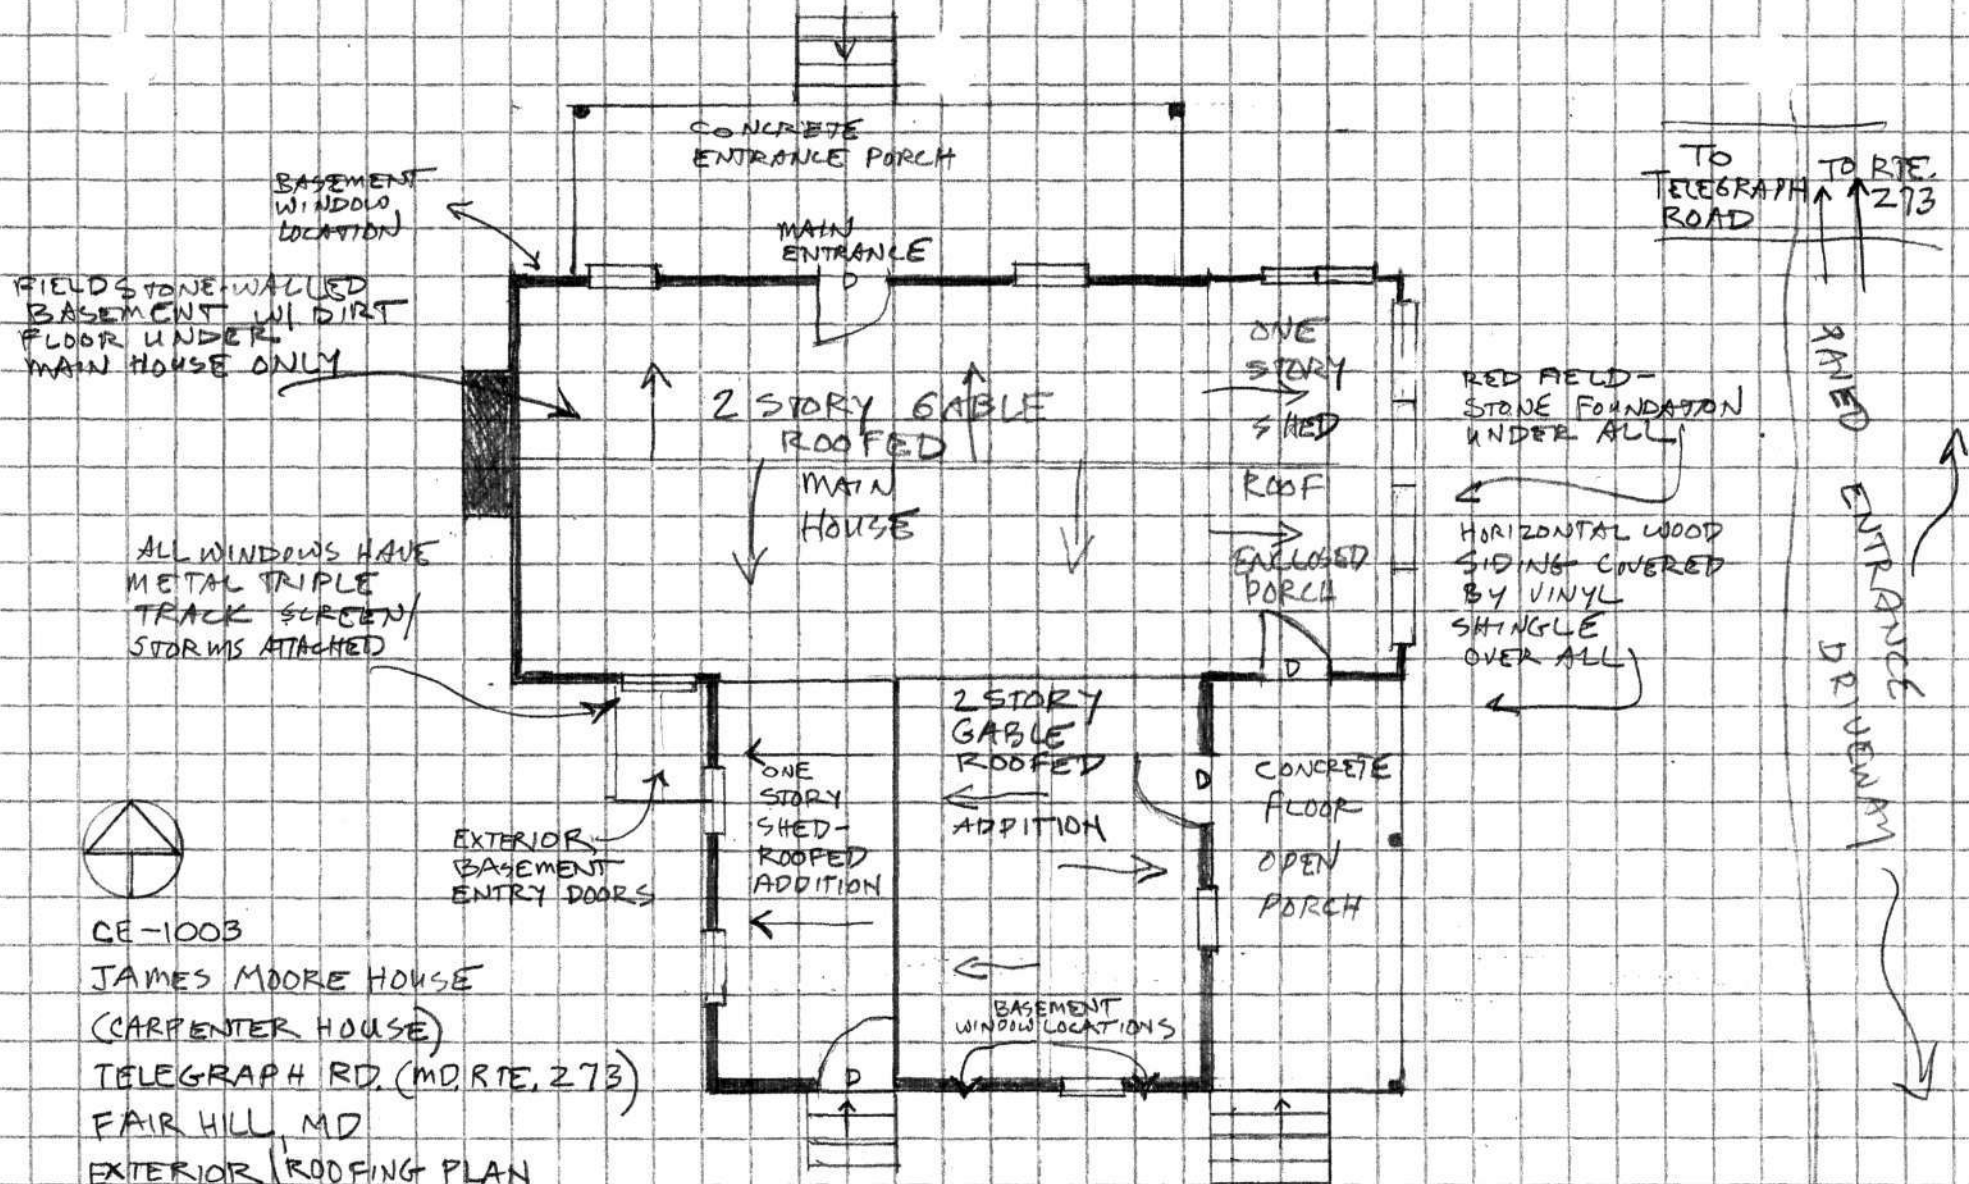 CONCRETE
ENTRANCE PORCH
BASEMENT
WINDOW
LOCATION
MAIN
ENTRANCE
D
TO
TELEGRAPH
ROAD
TO RTE.
273
FIELDSTONE-WALLED
BASEMENT W/ DIRT
FLOOR UNDER
MAIN HOUSE ONLY
2 STORY GABLE
ROOFED
MAIN
HOUSE
ONE
STORY
SHED
ROOF
ENCLOSED
PORCH
D
RED FIELD-
STONE FOUNDATION
UNDER ALL
HORIZONTAL WOOD
SIDING COVERED
BY VINYL
SHINGLE
OVER ALL
ENTRANCE
DRIVEWAY
ALL WINDOWS HAVE
METAL TRIPLE
TRACK SCREEN/
STORMS ATTACHED
2 STORY
GABLE
ROOFED
ADDITION
D
ONE
STORY
SHED-
ROOFED
ADDITION
CONCRETE
FLOOR
OPEN
PORCH
EXTERIOR
BASEMENT
ENTRY DOORS
BASEMENT
WINDOW LOCATIONS
D
CE-1003
JAMES MOORE HOUSE
(CARPENTER HOUSE)
TELEGRAPH RD. (MD. RTE. 273)
FAIR HILL, MD
EXTERIOR/ROOFING PLAN